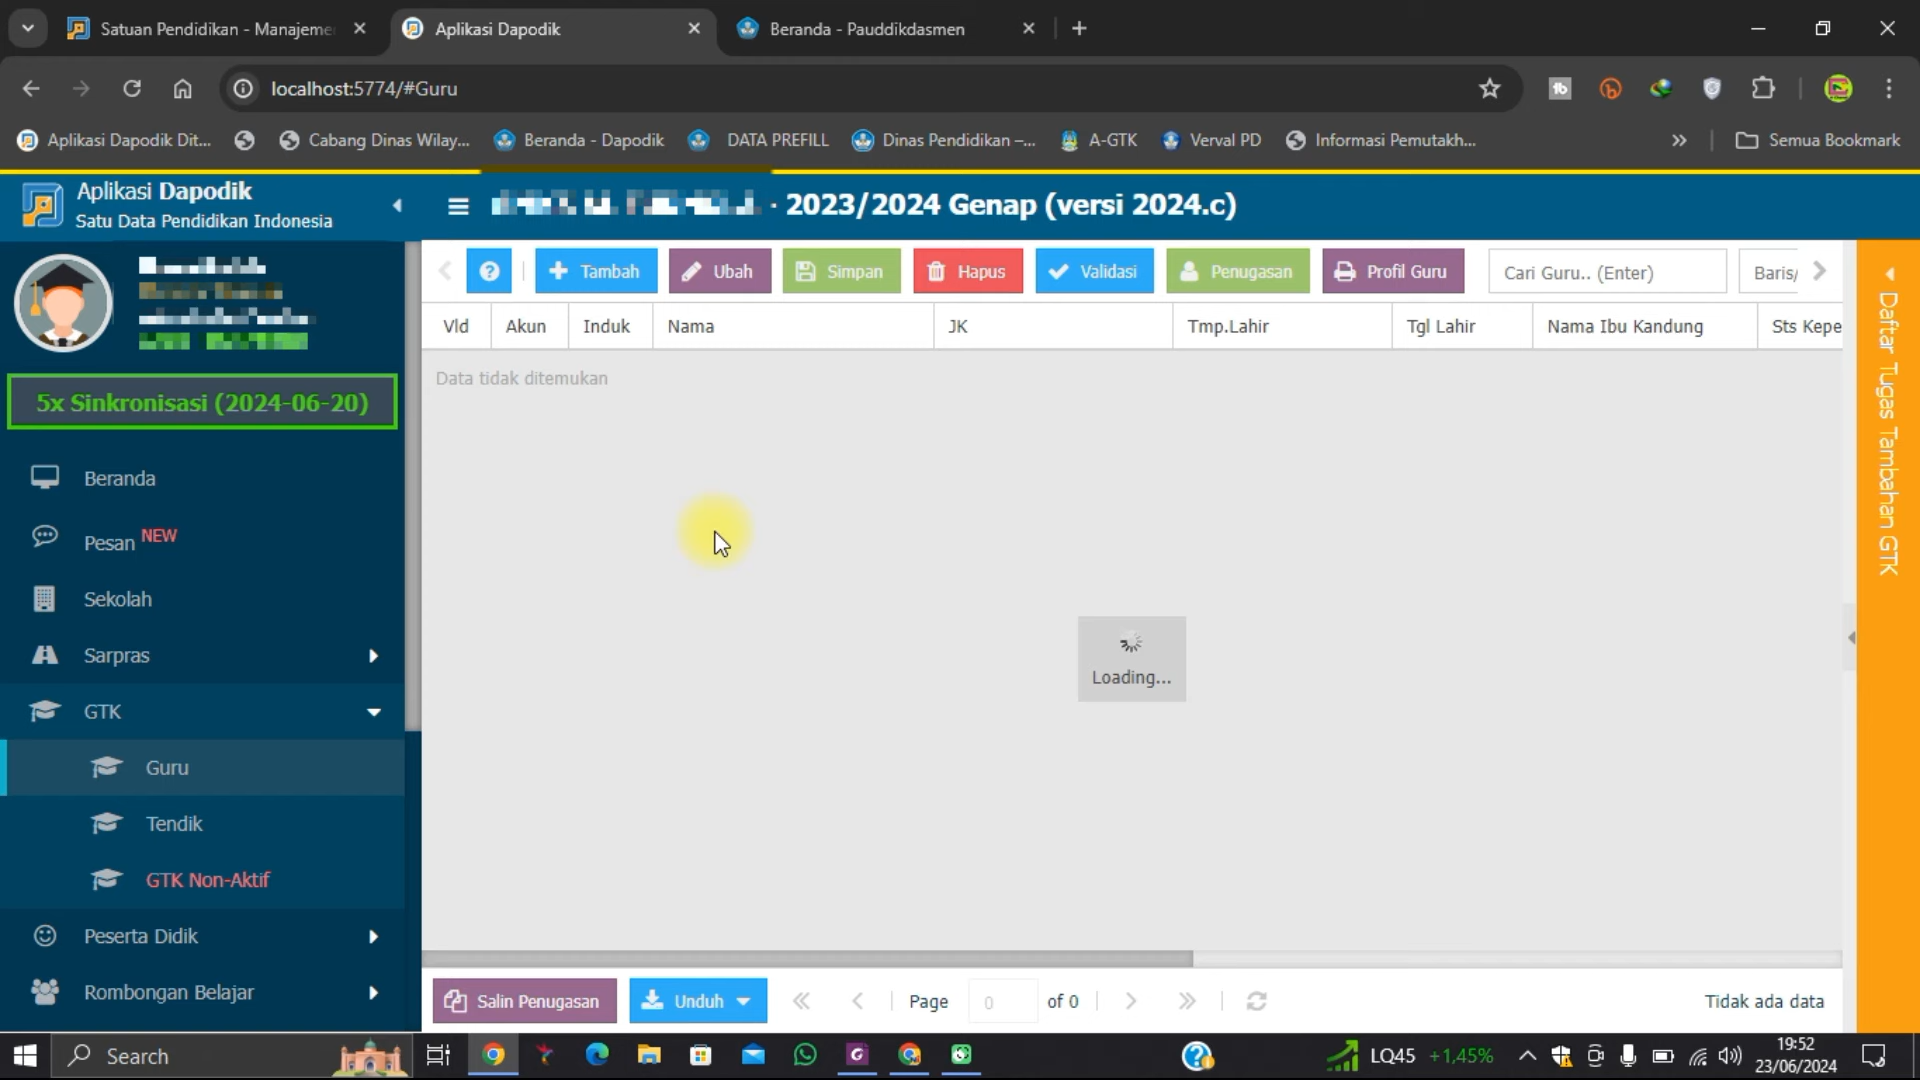 Satuan Pendidikan - Manajeme
Aplikasi Dapodik
Beranda - Pauddikdasmen
localhost:5774/#Guru
Aplikasi Dapodik Dit...
Cabang Dinas Wilay...
Beranda - Dapodik
DATA PREFILL
Dinas Pendidikan –...
A-GTK
Verval PD
Informasi Pemutakh...
»
Semua Bookmark
Aplikasi Dapodik
Satu Data Pendidikan Indonesia
· 2023/2024 Genap (versi 2024.c)
5x Sinkronisasi (2024-06-20)
Beranda
Pesan NEW
Sekolah
Sarpras
GTK
Guru
Tendik
GTK Non-Aktif
Peserta Didik
Rombongan Belajar
Tambah
Ubah
Simpan
Hapus
Validasi
Penugasan
Profil Guru
Cari Guru.. (Enter)
Baris/
Vld
Akun
Induk
Nama
JK
Tmp.Lahir
Tgl Lahir
Nama Ibu Kandung
Sts Kepe
Data tidak ditemukan
Loading...
Daftar Tugas Tambahan GTK
Salin Penugasan
Unduh
Page
0
of 0
Tidak ada data
Search
LQ45 +1,45%
19:52
23/06/2024